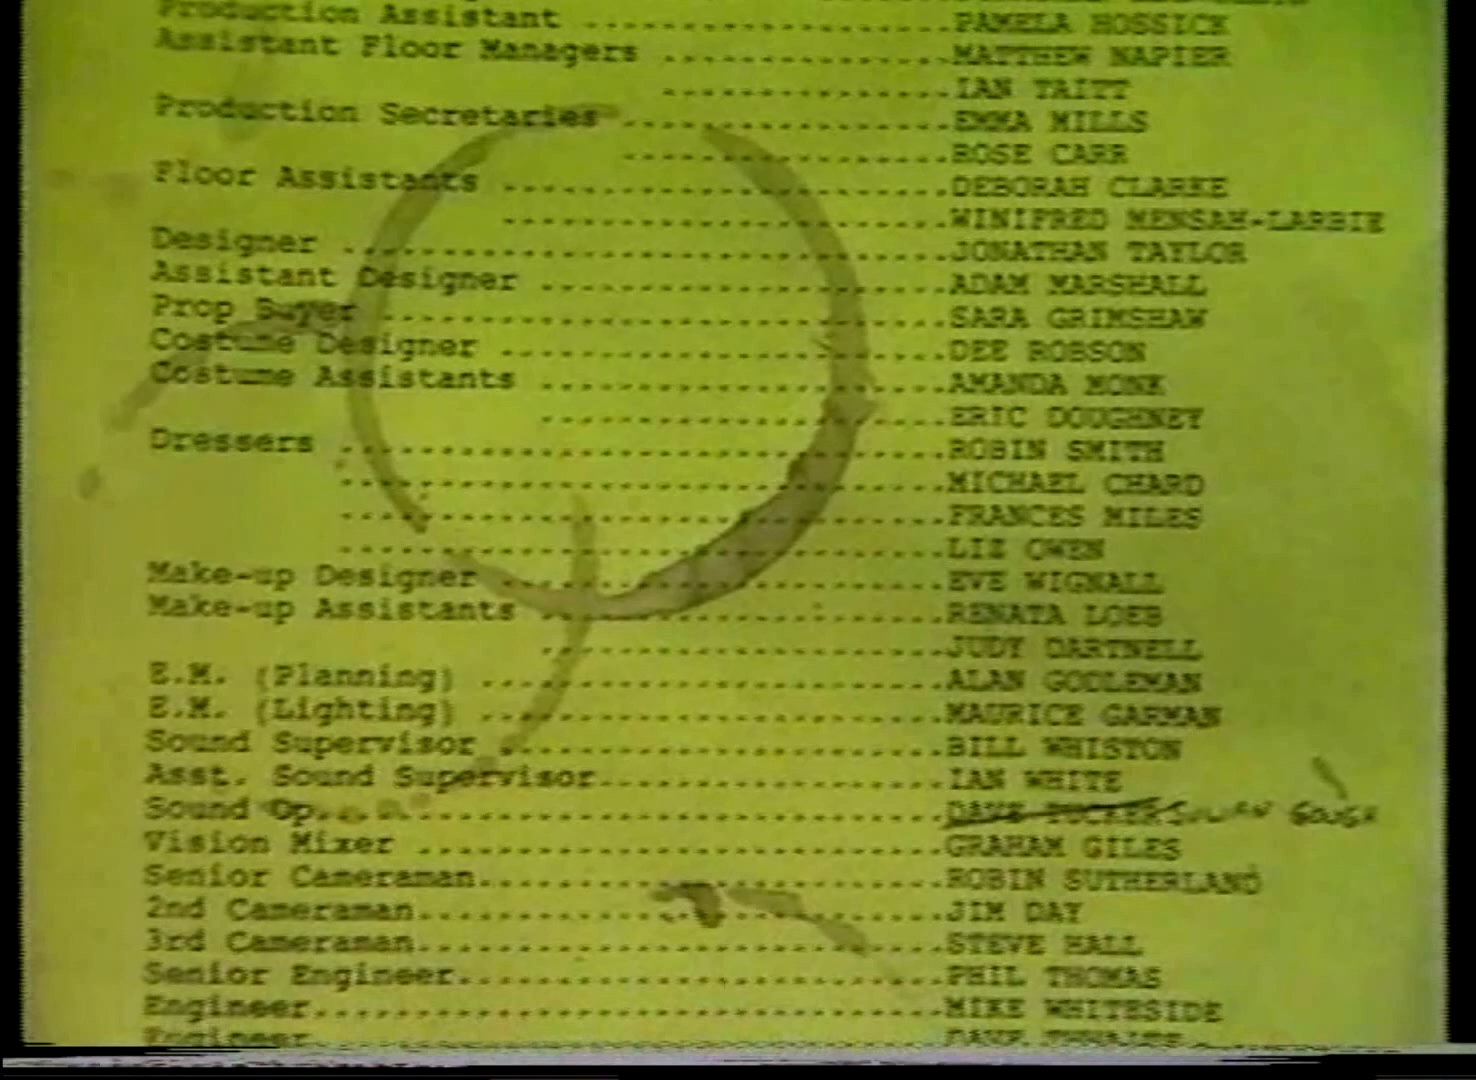 Production Assistant ...................PAMELA HOSSICK
Assistant Floor Managers ...............MATTHEW NAPIER
...............IAN TAITT
Production Secretaries .................EMMA MILLS
.................ROSE CARR
Floor Assistants .......................DEBORAH CLARKE
.......................WINIFRED MENSAH-LARBIE
Designer ...............................JONATHAN TAYLOR
Assistant Designer .....................ADAM MARSHALL
Prop Buyer .............................SARA GRIMSHAW
Costume Designer .......................DEE ROBSON
Costume Assistants .....................AMANDA MONK
.....................ERIC DOUGHNEY
Dressers ...............................ROBIN SMITH
...............................MICHAEL CHARD
...............................FRANCES MILES
...............................LIZ OWEN
Make-up Designer .......................EVE WIGNALL
Make-up Assistants .....................RENATA LOEB
.....................JUDY DARTNELL
E.M. (Planning) ........................ALAN GODLEMAN
E.M. (Lighting) ........................MAURICE GARMAN
Sound Supervisor .......................BILL WHISTON
Asst. Sound Supervisor..................IAN WHITE
Sound Op................................DAVE TUCKER GOUGH
Vision Mixer ...........................GRAHAM GILES
Senior Cameraman........................ROBIN SUTHERLAND
2nd Cameraman...........................JIM DAY
3rd Cameraman...........................STEVE HALL
Senior Engineer.........................PHIL THOMAS
Engineer................................MIKE WHITESIDE
Engineer................................DAVE